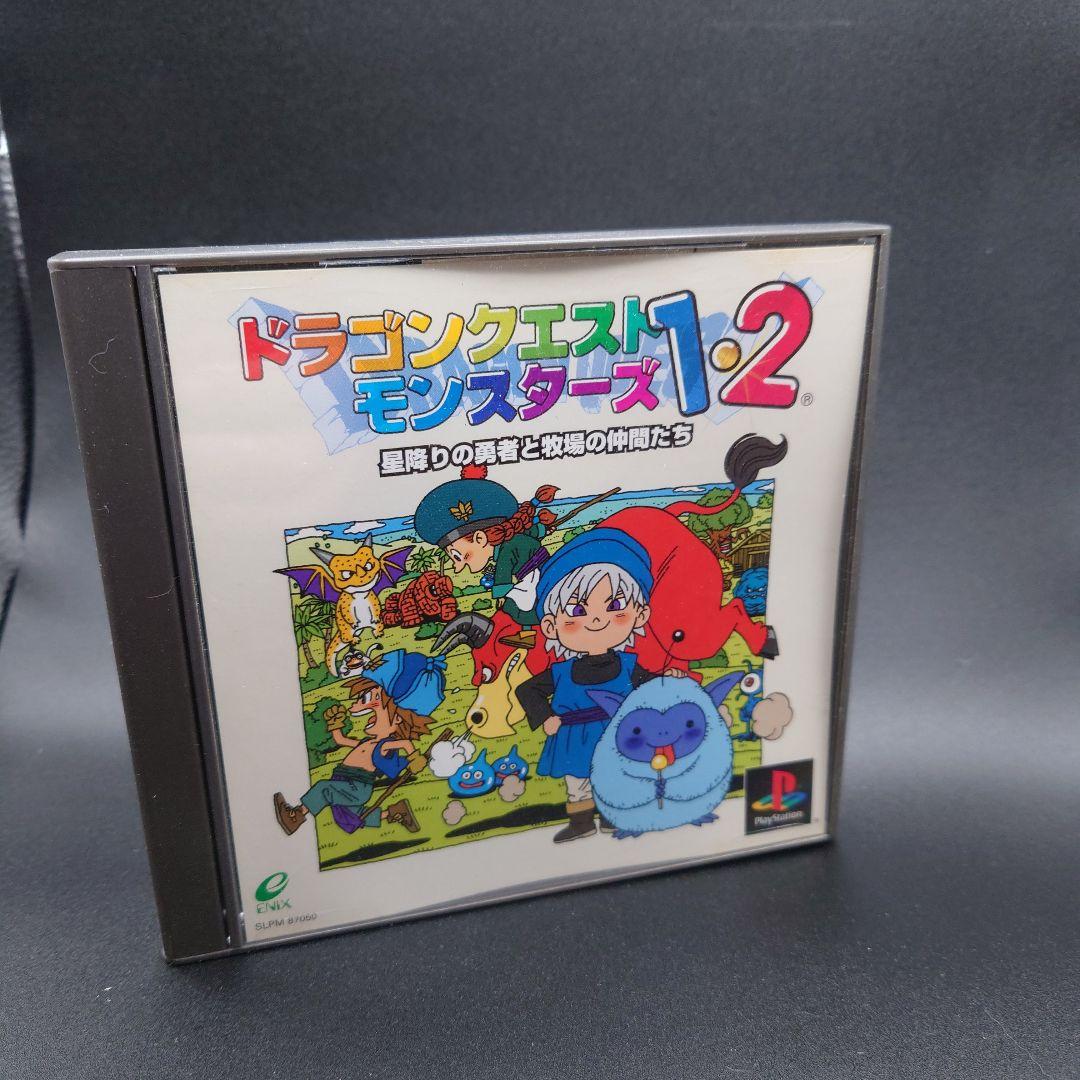 ドラゴンクエスト
モンスターズ1・2
®
星降りの勇者と牧場の仲間たち
PlayStation
ENIX
SLPM 87050